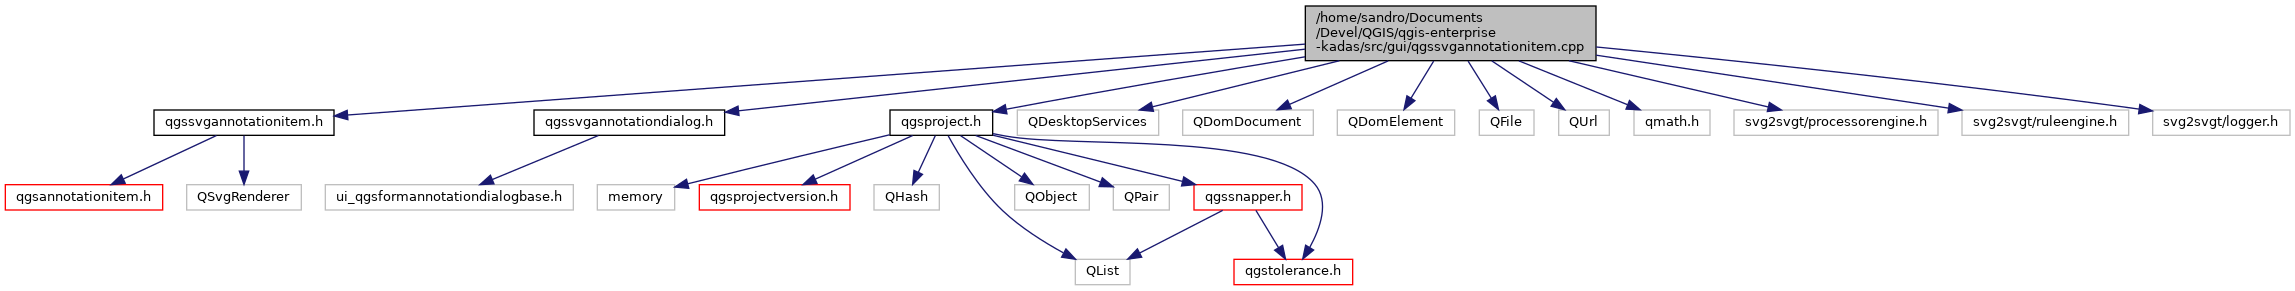 /home/sandro/Documents
/Devel/QGIS/qgis-enterprise
-kadas/src/gui/qgssvgannotationitem.cpp
qgssvgannotationitem.h
qgssvgannotationdialog.h
qgsproject.h
QDesktopServices
QDomDocument
QDomElement
QFile
QUrl
qmath.h
svg2svgt/processorengine.h
svg2svgt/ruleengine.h
svg2svgt/logger.h
qgsannotationitem.h
QSvgRenderer
ui_qgsformannotationdialogbase.h
memory
qgsprojectversion.h
QHash
QObject
QPair
qgssnapper.h
QList
qgstolerance.h